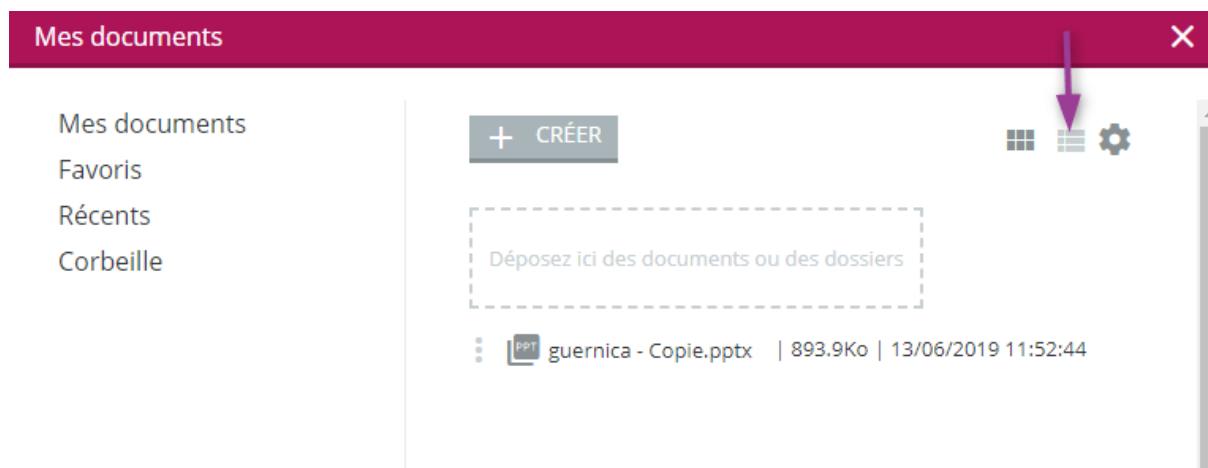 Mes documents
Mes documents
Favoris
Récents
Corbeille
+ CRÉER
Déposez ici des documents ou des dossiers
PPT guernica - Copie.pptx | 893.9Ko | 13/06/2019 11:52:44